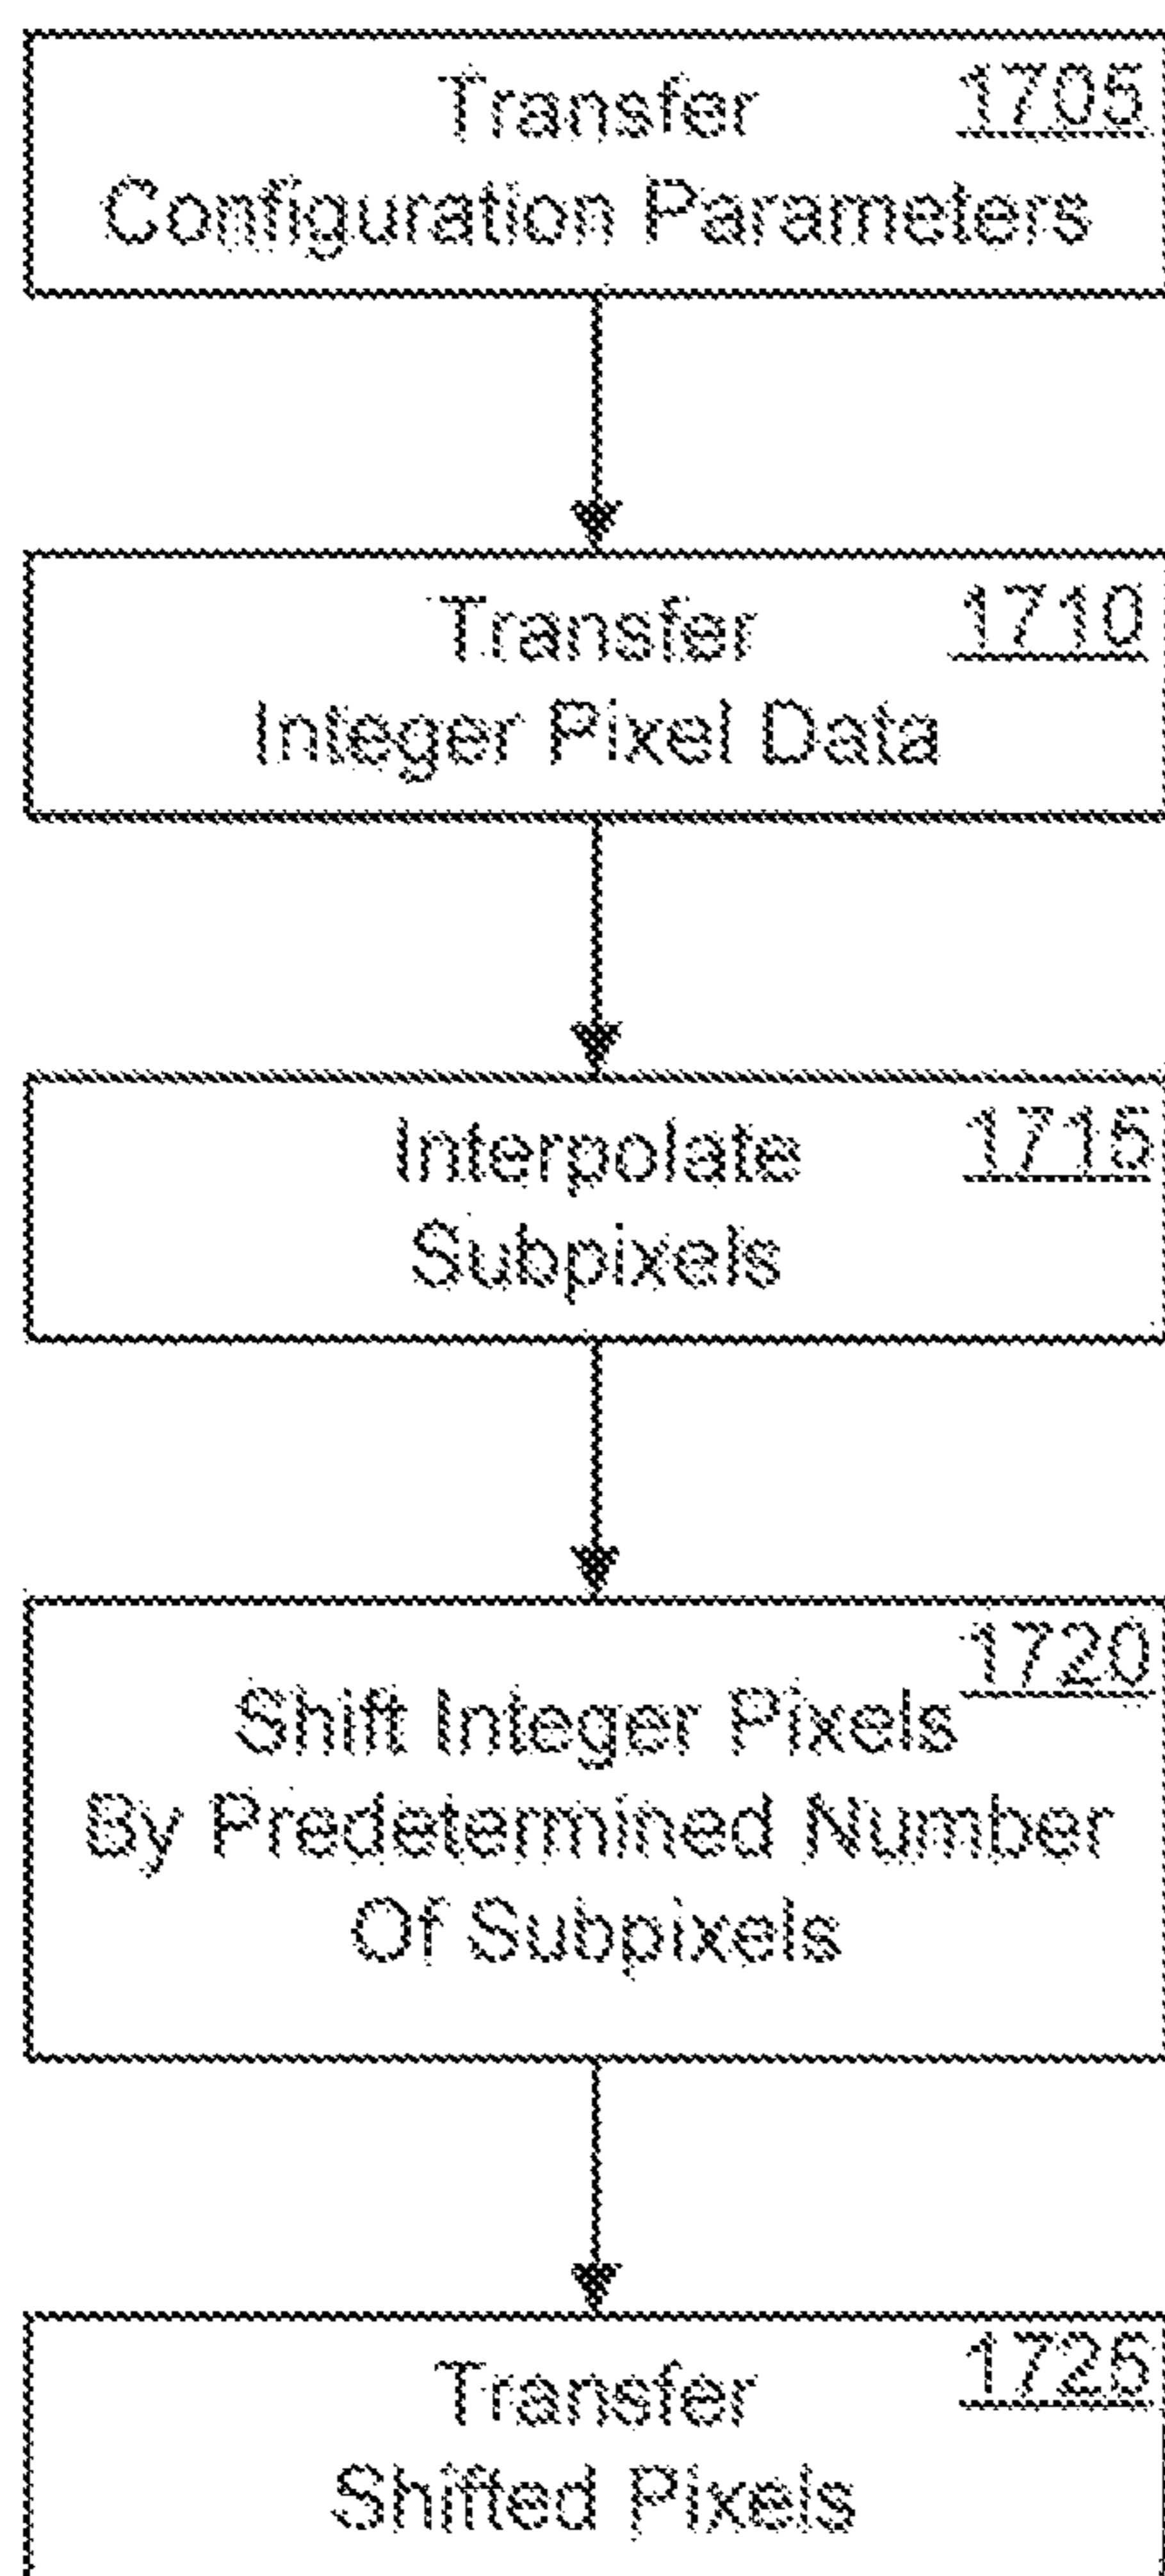 Transfer 1705
Configuration Parameters
Transfer 1710
Integer Pixel Data
Interpolate 1715
Subpixels
1720
Shift Integer Pixels
By Predetermined Number
Of Subpixels
Transfer 1725
Shifted Pixels